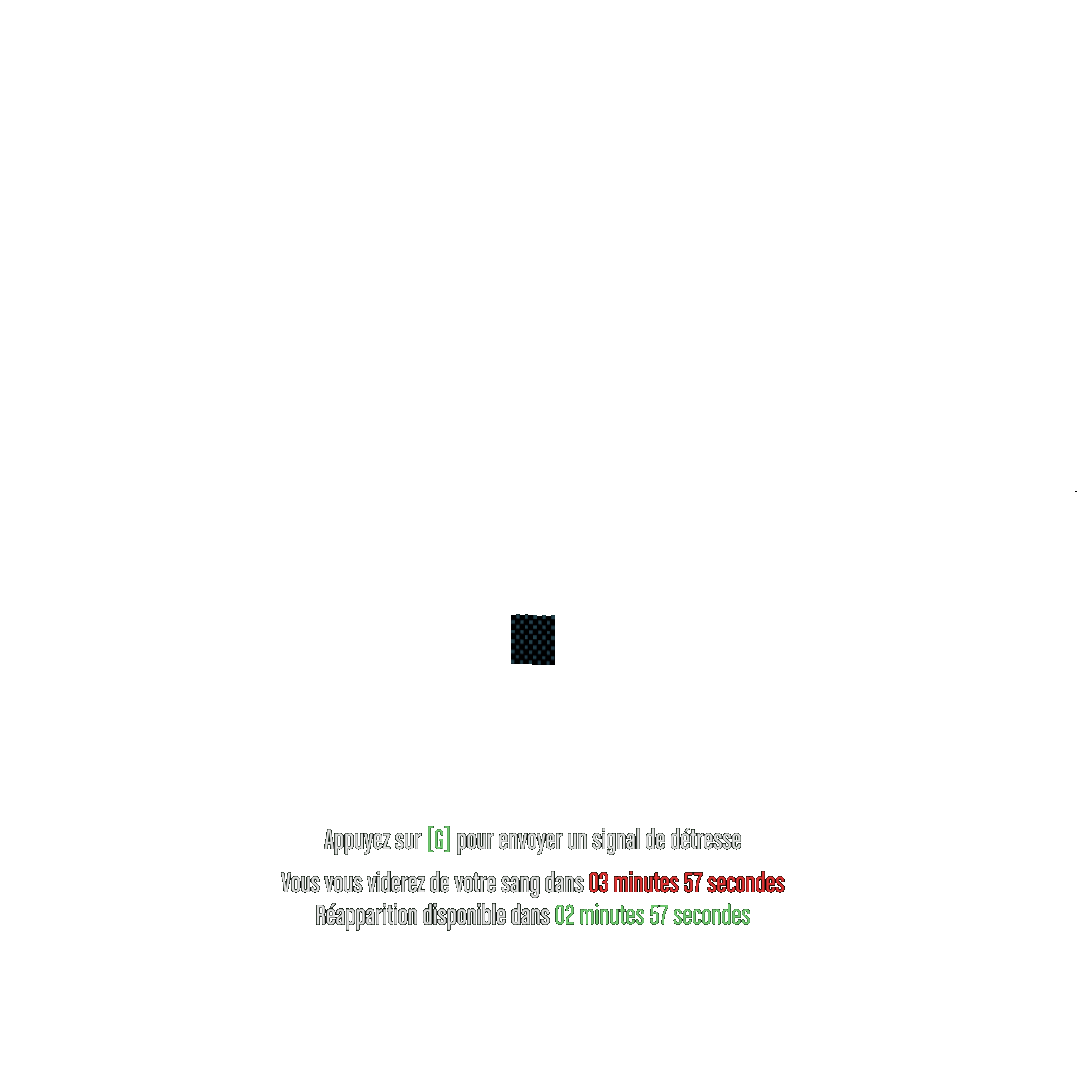 Appuyez sur [G] pour envoyer un signal de détresse
Vous vous viderez de votre sang dans 03 minutes 57 secondes
Réapparition disponible dans 02 minutes 57 secondes